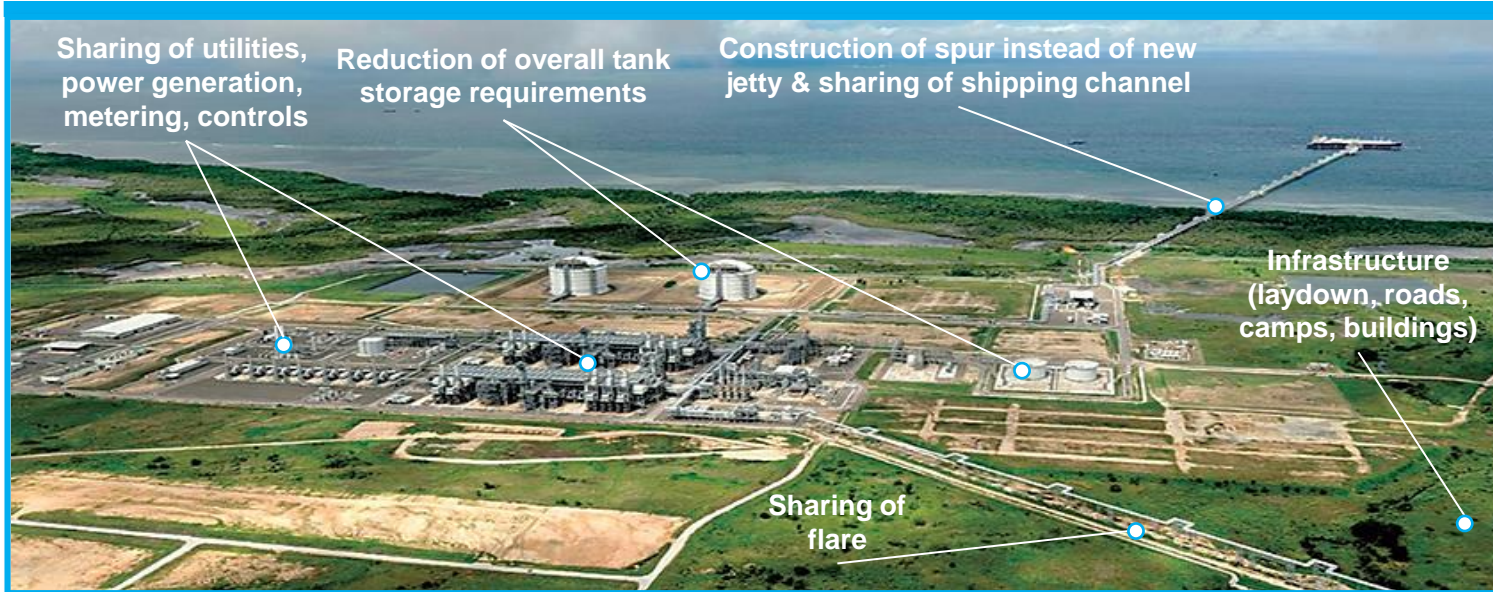 Sharing of utilities,
power generation,
metering, controls
Reduction of overall tank
storage requirements
Construction of spur instead of new
jetty & sharing of shipping channel
Infrastructure
(laydown, roads,
camps, buildings)
Sharing of
flare